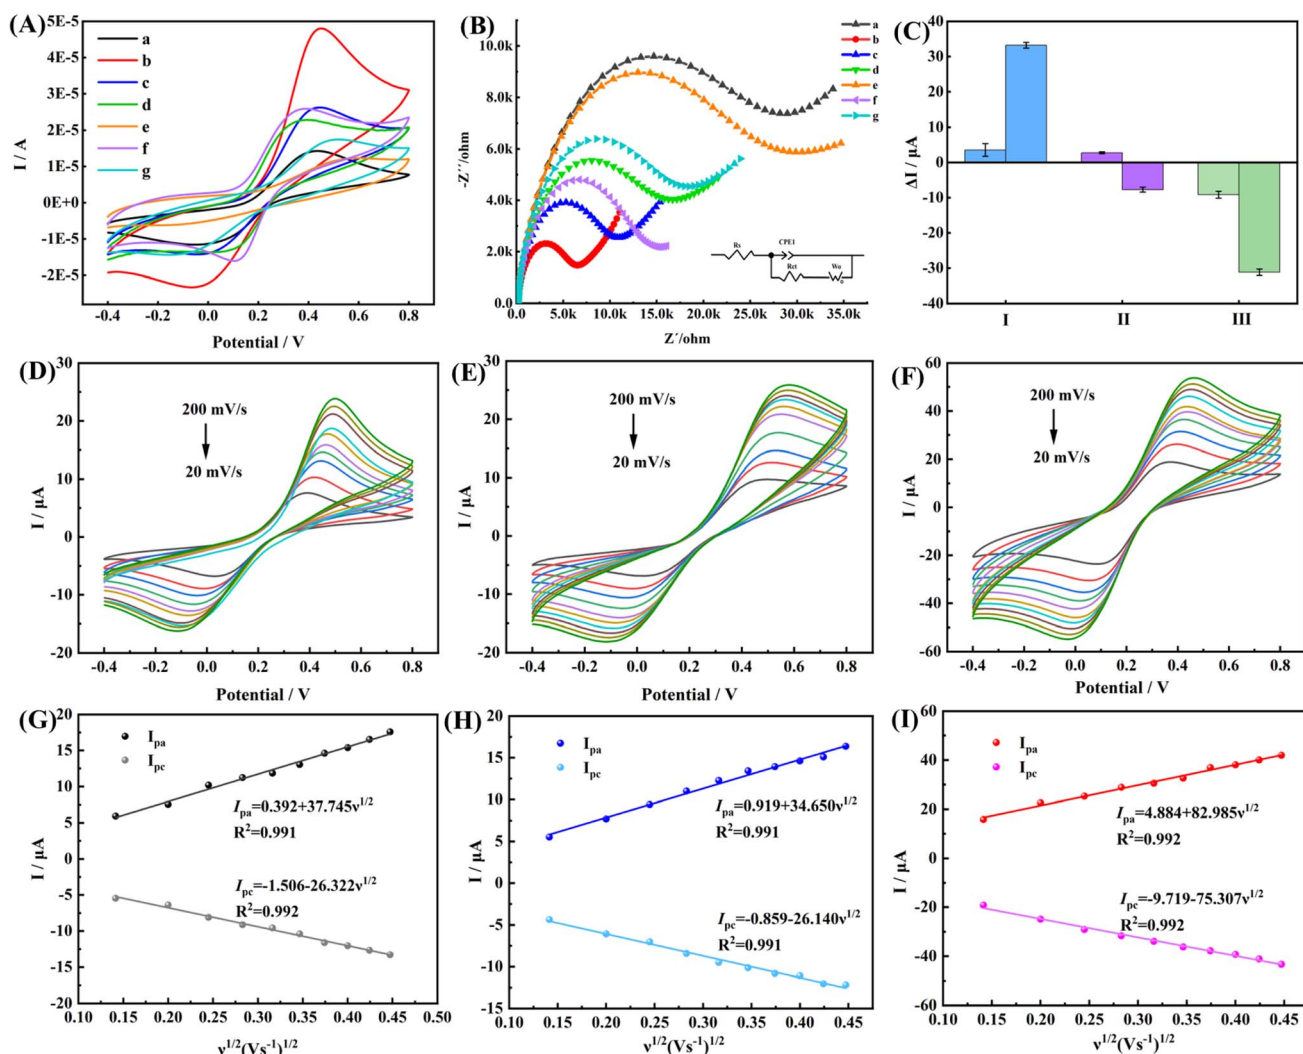 (A)
5E-5
4E-5
3E-5
2E-5
1E-5
0E+0
-1E-5
-2E-5
I / A
a
b
c
d
e
f
g
-0.4
0.0
0.4
0.8
Potential / V
(B)
10.0k
8.0k
6.0k
4.0k
2.0k
0.0
-Z´´/ohm
a
b
c
d
e
f
g
Rs
CPE1
Rct
Wo
0.0
5.0k
10.0k
15.0k
20.0k
25.0k
30.0k
35.0k
Z´/ohm
(C)
40
30
20
10
0
-10
-20
-30
-40
ΔI / μA
I
II
III
(D)
30
20
10
0
-10
-20
I / μA
200 mV/s
20 mV/s
-0.4
-0.2
0.0
0.2
0.4
0.6
0.8
Potential / V
(E)
30
20
10
0
-10
-20
I / μA
200 mV/s
20 mV/s
-0.4
-0.2
0.0
0.2
0.4
0.6
0.8
Potential / V
(F)
60
40
20
0
-20
-40
-60
I / μA
200 mV/s
20 mV/s
-0.4
-0.2
0.0
0.2
0.4
0.6
0.8
Potential / V
(G)
20
15
10
5
0
-5
-10
-15
-20
I / μA
Ipa
Ipc
Ipa=0.392+37.745ν1/2
R2=0.991
Ipc=-1.506-26.322ν1/2
R2=0.992
0.10
0.15
0.20
0.25
0.30
0.35
0.40
0.45
0.50
ν1/2(Vs-1)1/2
(H)
20
15
10
5
0
-5
-10
-15
I / μA
Ipa
Ipc
Ipa=0.919+34.650ν1/2
R2=0.991
Ipc=-0.859-26.140ν1/2
R2=0.991
0.10
0.15
0.20
0.25
0.30
0.35
0.40
0.45
ν1/2(Vs-1)1/2
(I)
60
40
20
0
-20
-40
-60
I / μA
Ipa
Ipc
Ipa=4.884+82.985ν1/2
R2=0.992
Ipc=-9.719-75.307ν1/2
R2=0.992
0.10
0.15
0.20
0.25
0.30
0.35
0.40
0.45
ν1/2(Vs-1)1/2